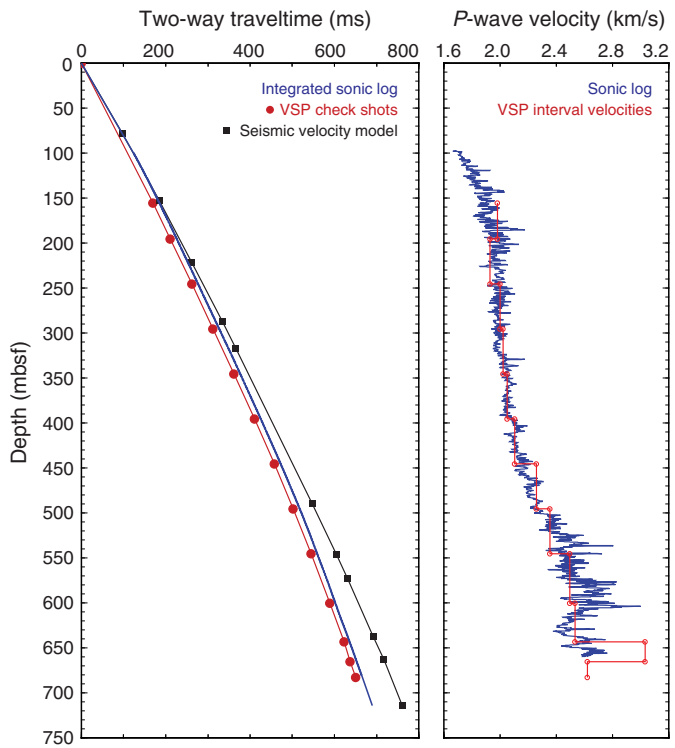 Two-way traveltime (ms)
0 200 400 600 800
Integrated sonic log
VSP check shots
Seismic velocity model
P-wave velocity (km/s)
1.6 2.0 2.4 2.8 3.2
Sonic log
VSP interval velocities
Depth (mbsf)
0
50
100
150
200
250
300
350
400
450
500
550
600
650
700
750